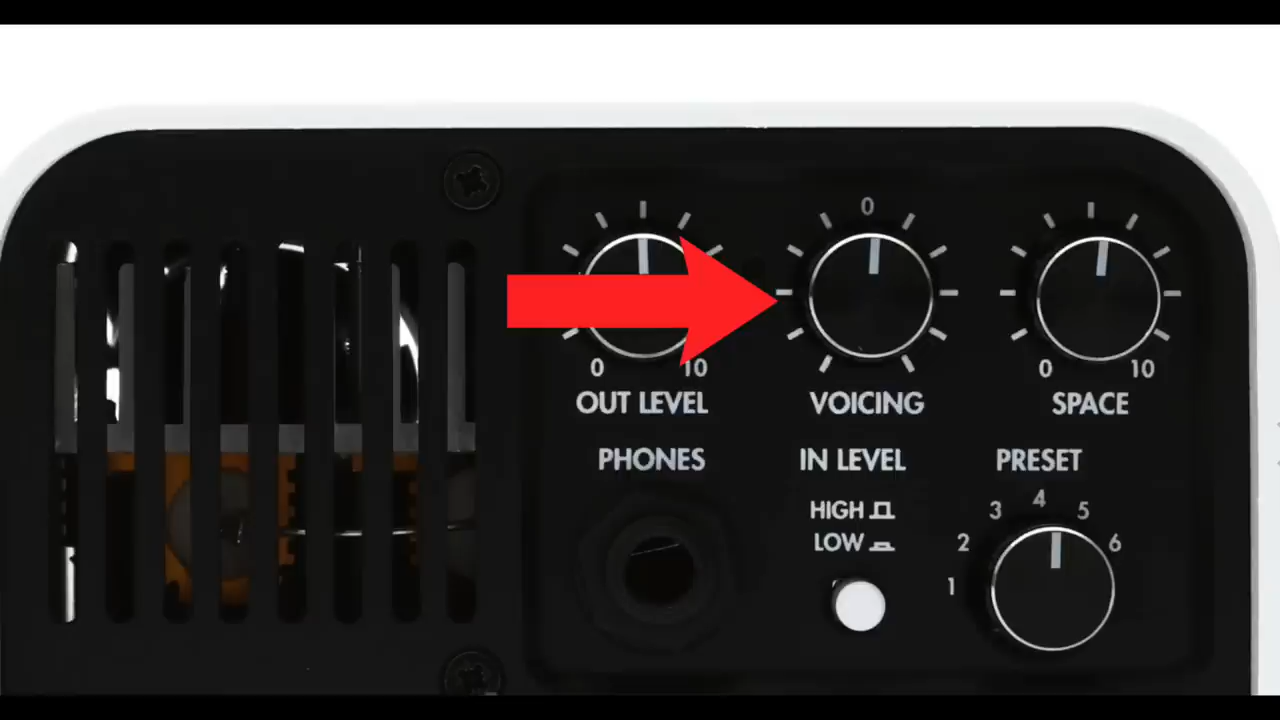 0
0 10
0 10
OUT LEVEL VOICING SPACE
PHONES IN LEVEL PRESET
HIGH
LOW
1 2 3 4 5 6